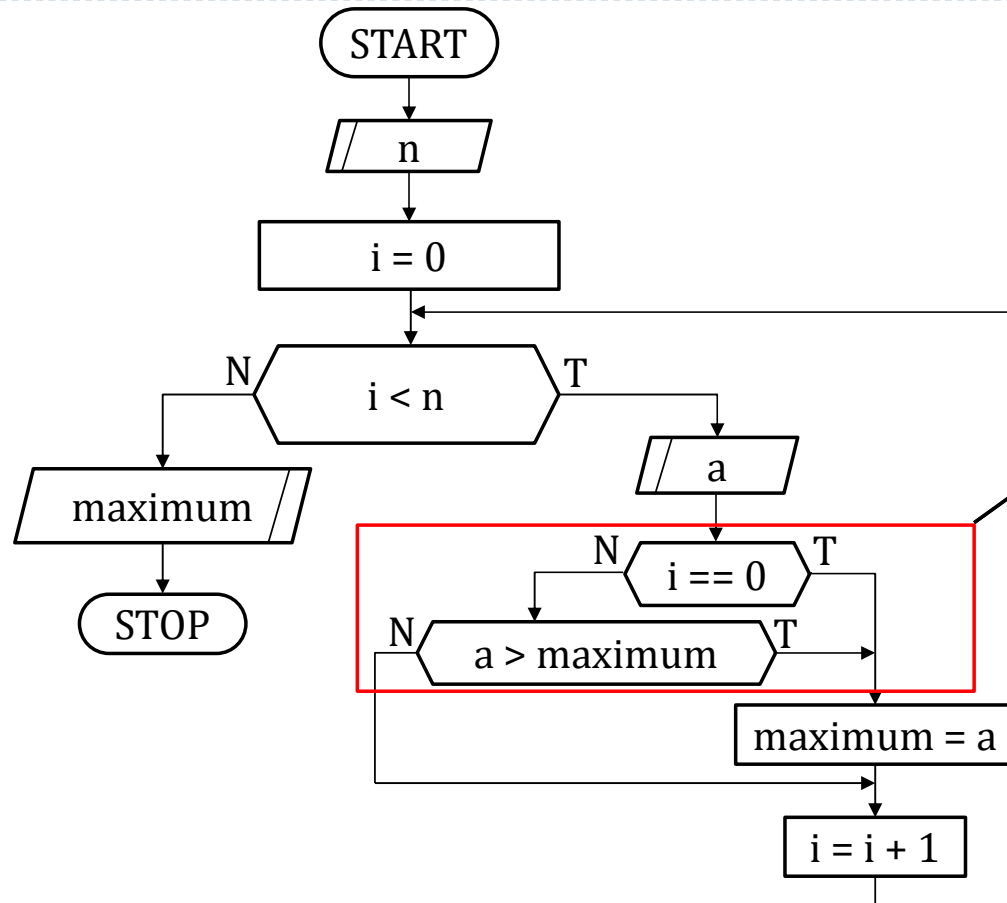 START
n
i = 0
N
T
i < n
a
maximum
N
T
i == 0
STOP
N
T
a > maximum
maximum = a
i = i + 1